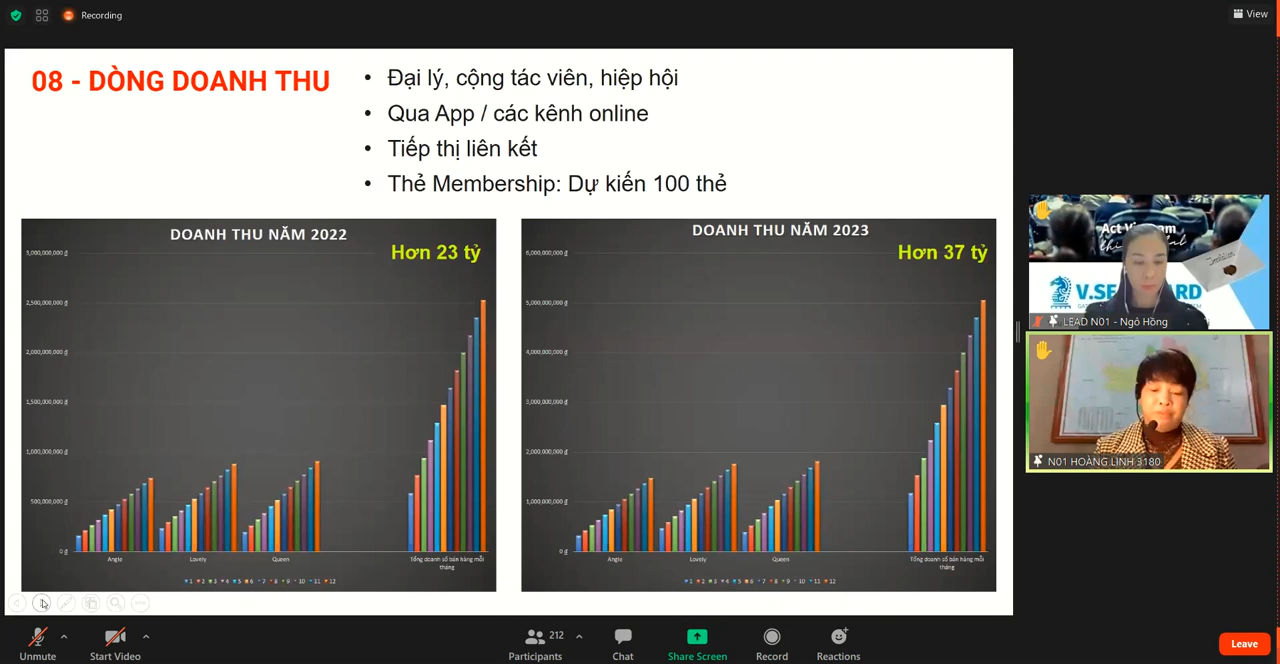 Recording
View
08 - DÒNG DOANH THU
• Đại lý, cộng tác viên, hiệp hội
• Qua App / các kênh online
• Tiếp thị liên kết
• Thẻ Membership: Dự kiến 100 thẻ
DOANH THU NĂM 2022
Hơn 23 tỷ
3,000,000,000 ₫
2,500,000,000 ₫
2,000,000,000 ₫
1,500,000,000 ₫
1,000,000,000 ₫
500,000,000 ₫
0 ₫
Angle
Lovely
Queen
Tổng doanh số bán hàng mỗi
tháng
1 2 3 4 5 6 7 8 9 10 11 12
DOANH THU NĂM 2023
Hơn 37 tỷ
6,000,000,000 ₫
5,000,000,000 ₫
4,000,000,000 ₫
3,000,000,000 ₫
2,000,000,000 ₫
1,000,000,000 ₫
0 ₫
Angle
Lovely
Queen
Tổng doanh số bán hàng mỗi
tháng
1 2 3 4 5 6 7 8 9 10 11 12
LEAD N01 - Ngô Hồng
N01 HOÀNG LINH 3180
Unmute
Start Video
212
Participants
Chat
Share Screen
Record
Reactions
Leave